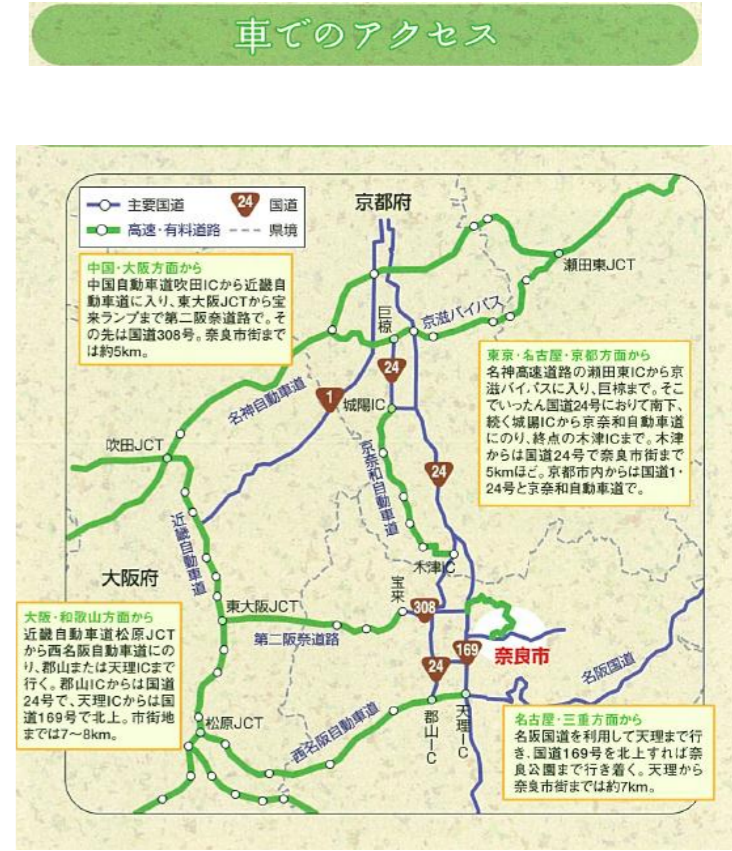 車でのアクセス
主要国道
24
国道
高速・有料道路
県境
京都府
中国・大阪方面から
中国自動車道吹田ICから近畿自
動車道に入り、東大阪JCTから宝
来ランプまで第二阪奈道路で。そ
の先は国道308号。奈良市街まで
は約5km。
瀬田東JCT
巨椋
京滋バイパス
24
1
城陽IC
名神自動車道
東京・名古屋・京都方面から
名神高速道路の瀬田東ICから京
滋バイパスに入り、巨椋まで。そこ
でいったん国道24号におりて南下、
続く城陽ICから京奈和自動車道
にのり、終点の木津ICまで。木津
からは国道24号で奈良市街まで
5kmほど。京都市内からは国道1・
24号と京奈和自動車道で。
吹田JCT
京奈和自動車道
24
近畿自動車道
木津IC
大阪府
宝来
東大阪JCT
308
第二阪奈道路
大阪・和歌山方面から
近畿自動車道松原JCT
から西名阪自動車道にの
り、郡山または天理ICまで
行く。郡山ICからは国道
24号で、天理ICからは国
道169号で北上。市街地
までは7〜8km。
169
奈良市
24
名阪国道
松原JCT
西名阪自動車道
郡山IC
天理IC
名古屋・三重方面から
名阪国道を利用して天理まで行
き、国道169号を北上すれば奈
良公園まで行き着く。天理から
奈良市街までは約7km。